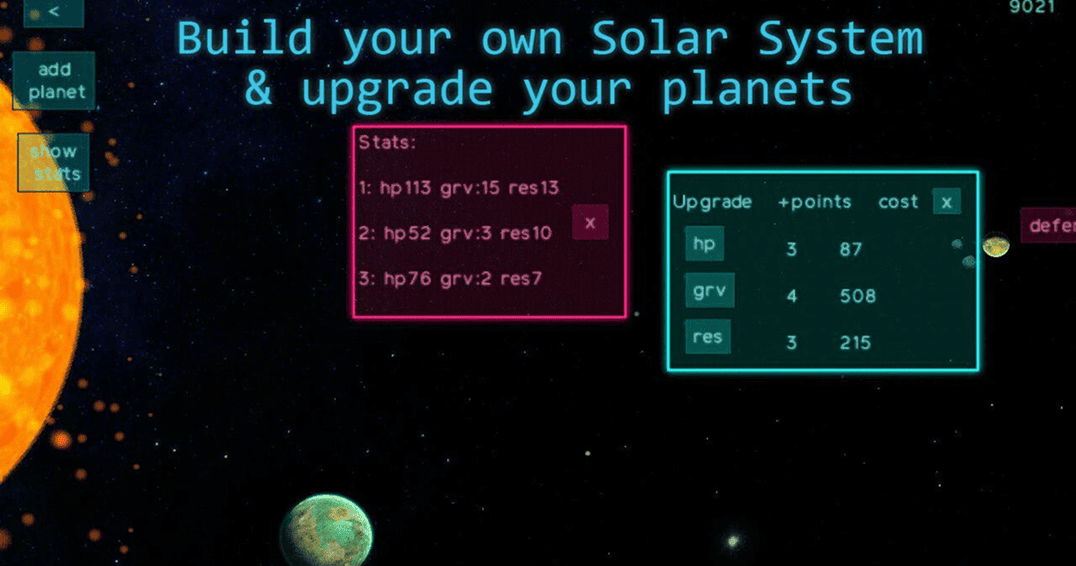 <
9021
Build your own Solar System
& upgrade your planets
add
planet
show
stats
Stats:
1: hp113 grv:15 res13
2: hp52 grv:3 res10
3: hp76 grv:2 res7
x
Upgrade +points cost x
hp 3 87
grv 4 508
res 3 215